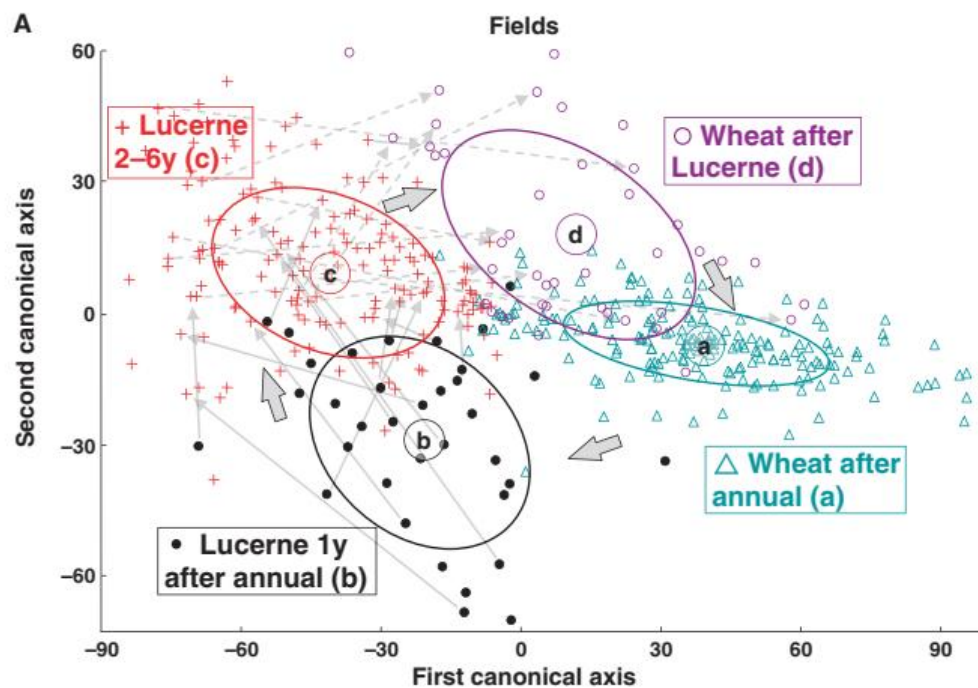 A
Fields
Second canonical axis
60
30
0
−30
−60
+ Lucerne
2–6y (c)
○ Wheat after
Lucerne (d)
d
c
a
b
△ Wheat after
annual (a)
● Lucerne 1y
after annual (b)
−90
−60
−30
0
30
60
90
First canonical axis